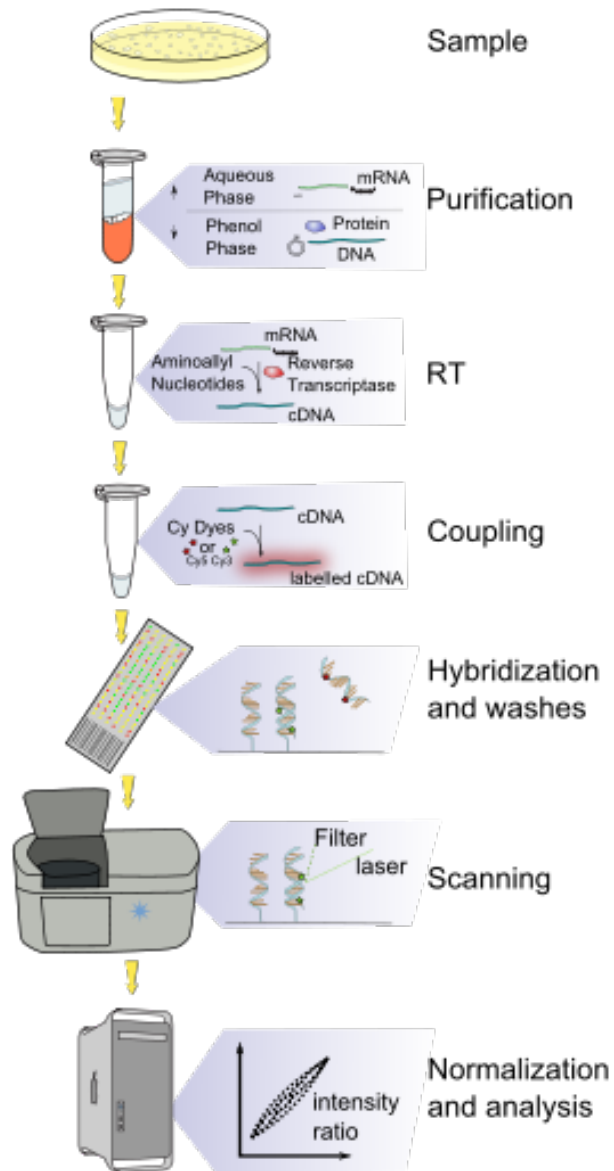 Sample
Aqueous
Phase
mRNA
Phenol
Phase
Protein
DNA
Purification
mRNA
Aminoallyl
Nucleotides
Reverse
Transcriptase
cDNA
RT
cDNA
Cy Dyes
or
Cy5 Cy3
labelled cDNA
Coupling
Hybridization
and washes
Filter
laser
Scanning
intensity
ratio
Normalization
and analysis